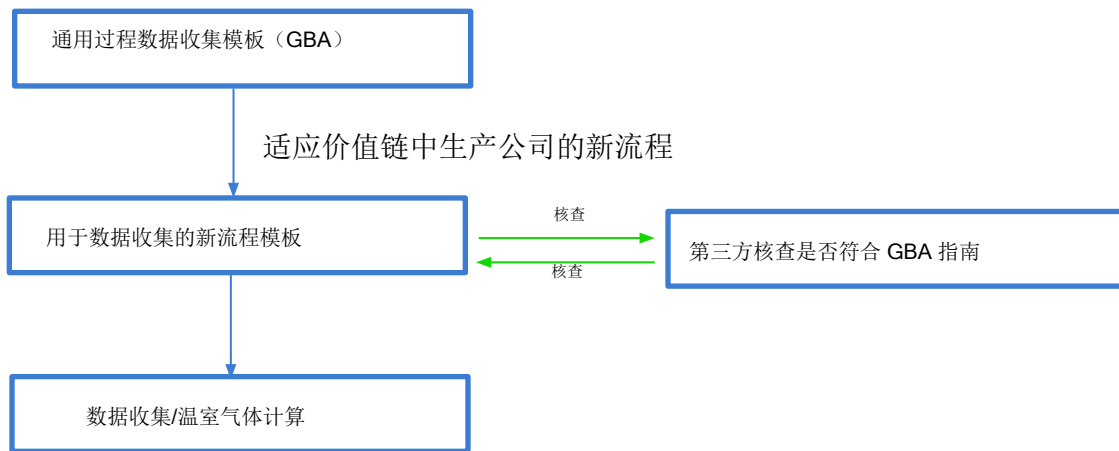 通用过程数据收集模板（GBA）
适应价值链中生产公司的新流程
用于数据收集的新流程模板
核查
核查
第三方核查是否符合 GBA 指南
数据收集/温室气体计算